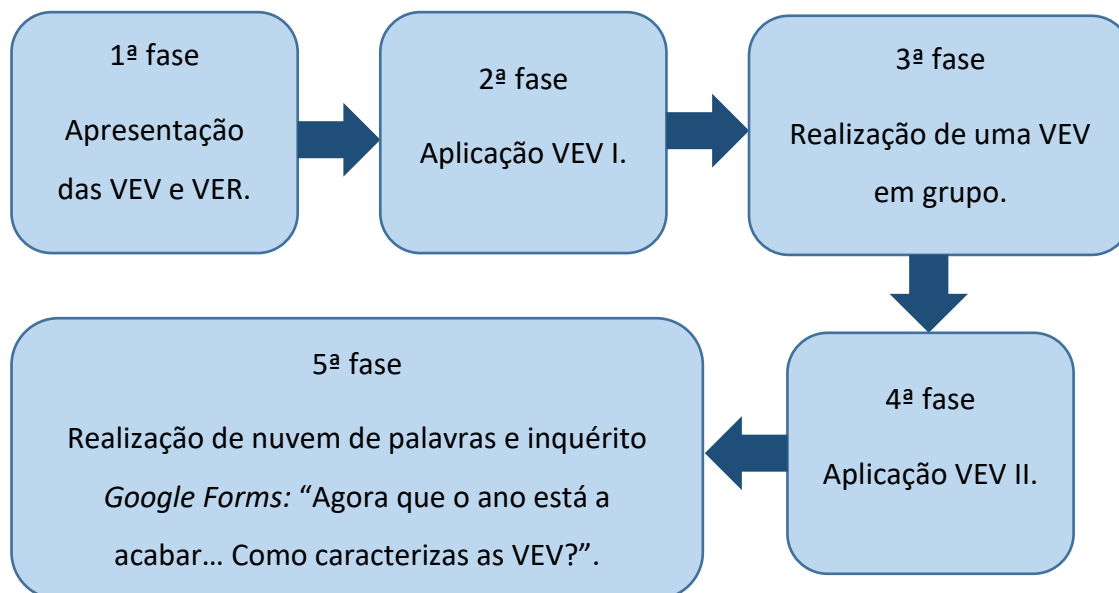 1ª fase
Apresentação
das VEV e VER.
2ª fase
Aplicação VEV I.
3ª fase
Realização de uma VEV
em grupo.
4ª fase
Aplicação VEV II.
5ª fase
Realização de nuvem de palavras e inquérito
Google Forms: “Agora que o ano está a
acabar… Como caracterizas as VEV?”.